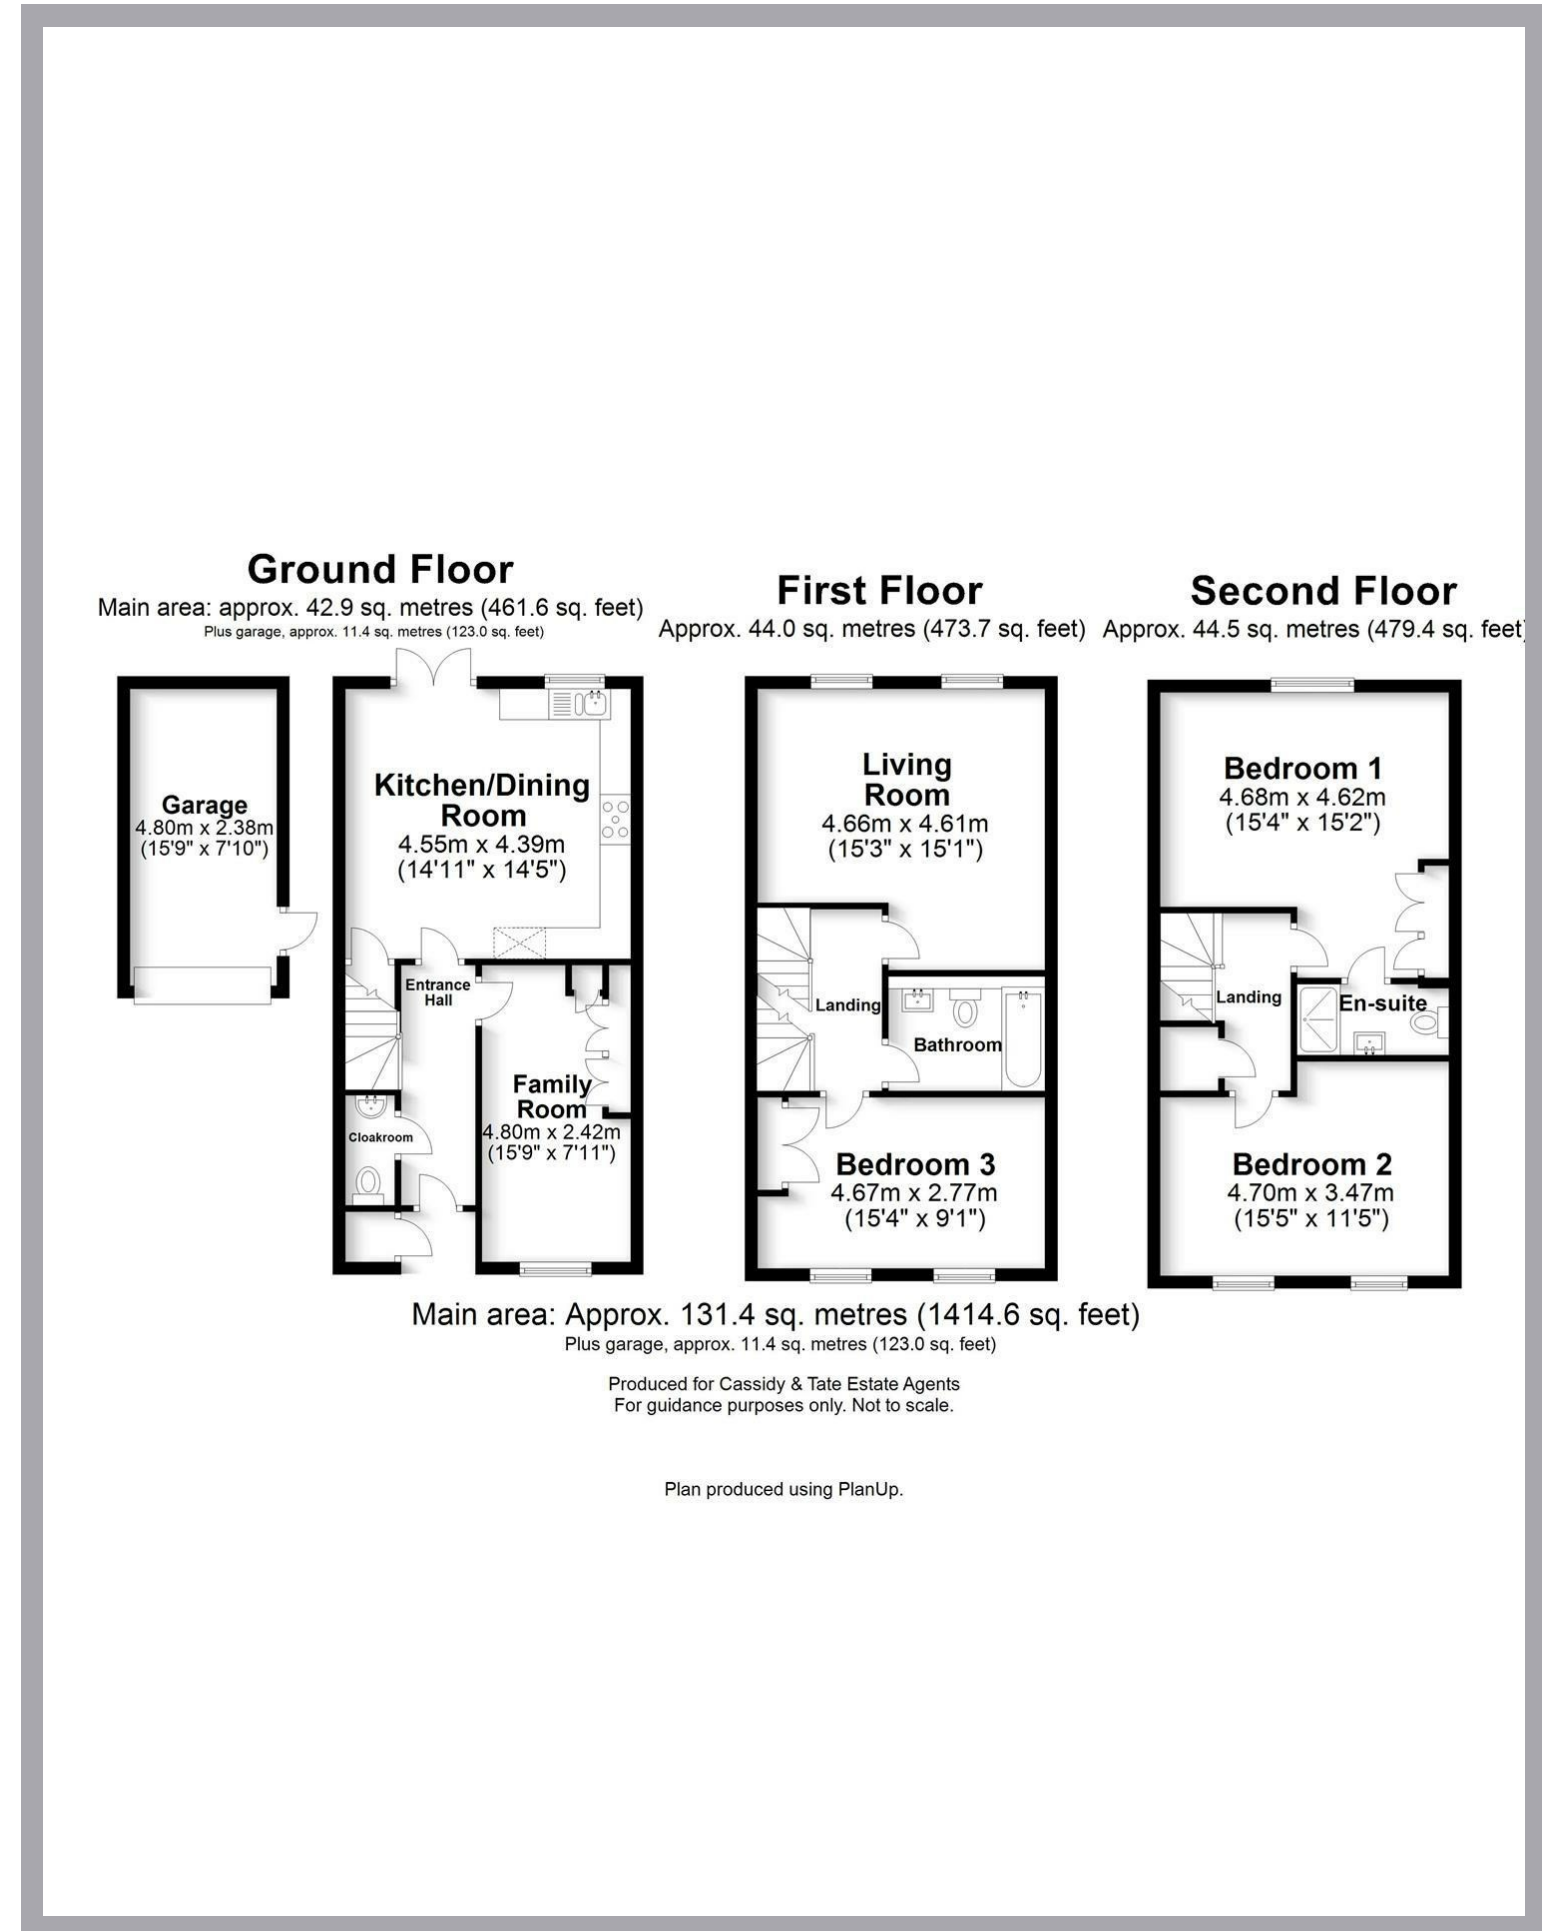 Ground Floor
Main area: approx. 42.9 sq. metres (461.6 sq. feet)
Plus garage, approx. 11.4 sq. metres (123.0 sq. feet)
Garage
4.80m x 2.38m
(15'9" x 7'10")
Kitchen/Dining
Room
4.55m x 4.39m
(14'11" x 14'5")
Entrance
Hall
Family
Room
4.80m x 2.42m
(15'9" x 7'11")
Cloakroom
First Floor
Approx. 44.0 sq. metres (473.7 sq. feet)
Living
Room
4.66m x 4.61m
(15'3" x 15'1")
Landing
Bathroom
Bedroom 3
4.67m x 2.77m
(15'4" x 9'1")
Second Floor
Approx. 44.5 sq. metres (479.4 sq. feet)
Bedroom 1
4.68m x 4.62m
(15'4" x 15'2")
Landing
En-suite
Bedroom 2
4.70m x 3.47m
(15'5" x 11'5")
Main area: Approx. 131.4 sq. metres (1414.6 sq. feet)
Plus garage, approx. 11.4 sq. metres (123.0 sq. feet)
Produced for Cassidy & Tate Estate Agents
For guidance purposes only. Not to scale.
Plan produced using PlanUp.